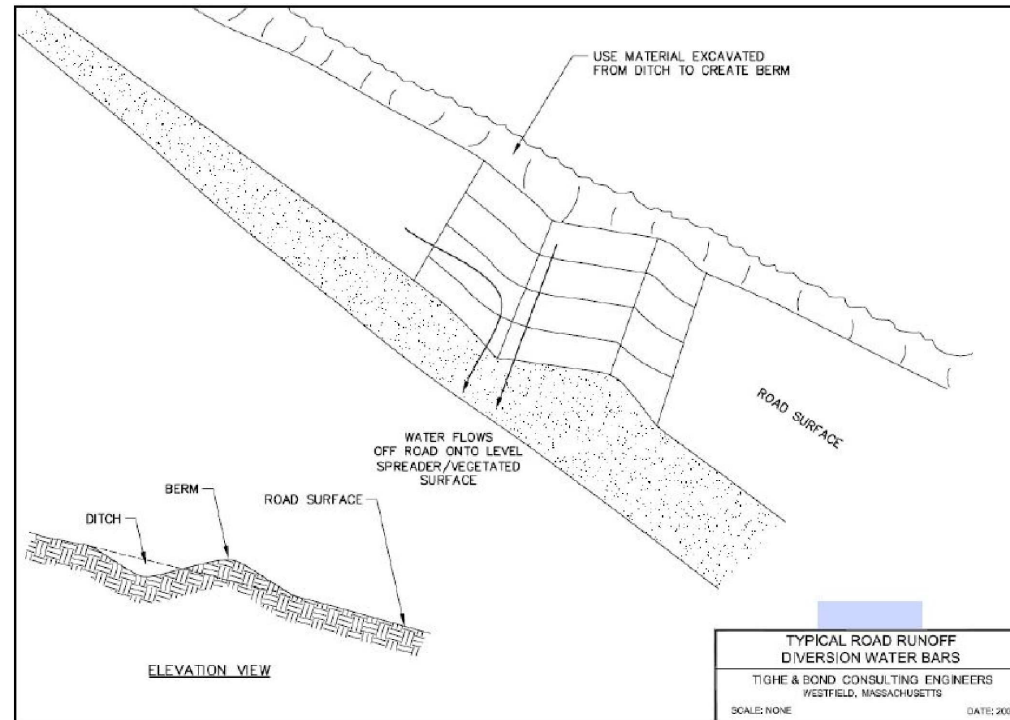 USE MATERIAL EXCAVATED
FROM DITCH TO CREATE BERM
ROAD SURFACE
WATER FLOWS
OFF ROAD ONTO LEVEL
SPREADER/VEGETATED
SURFACE
BERM
ROAD SURFACE
DITCH
ELEVATION VIEW
TYPICAL ROAD RUNOFF
DIVERSION WATER BARS
TIGHE & BOND CONSULTING ENGINEERS
WESTFIELD, MASSACHUSETTS
SCALE: NONE
DATE: